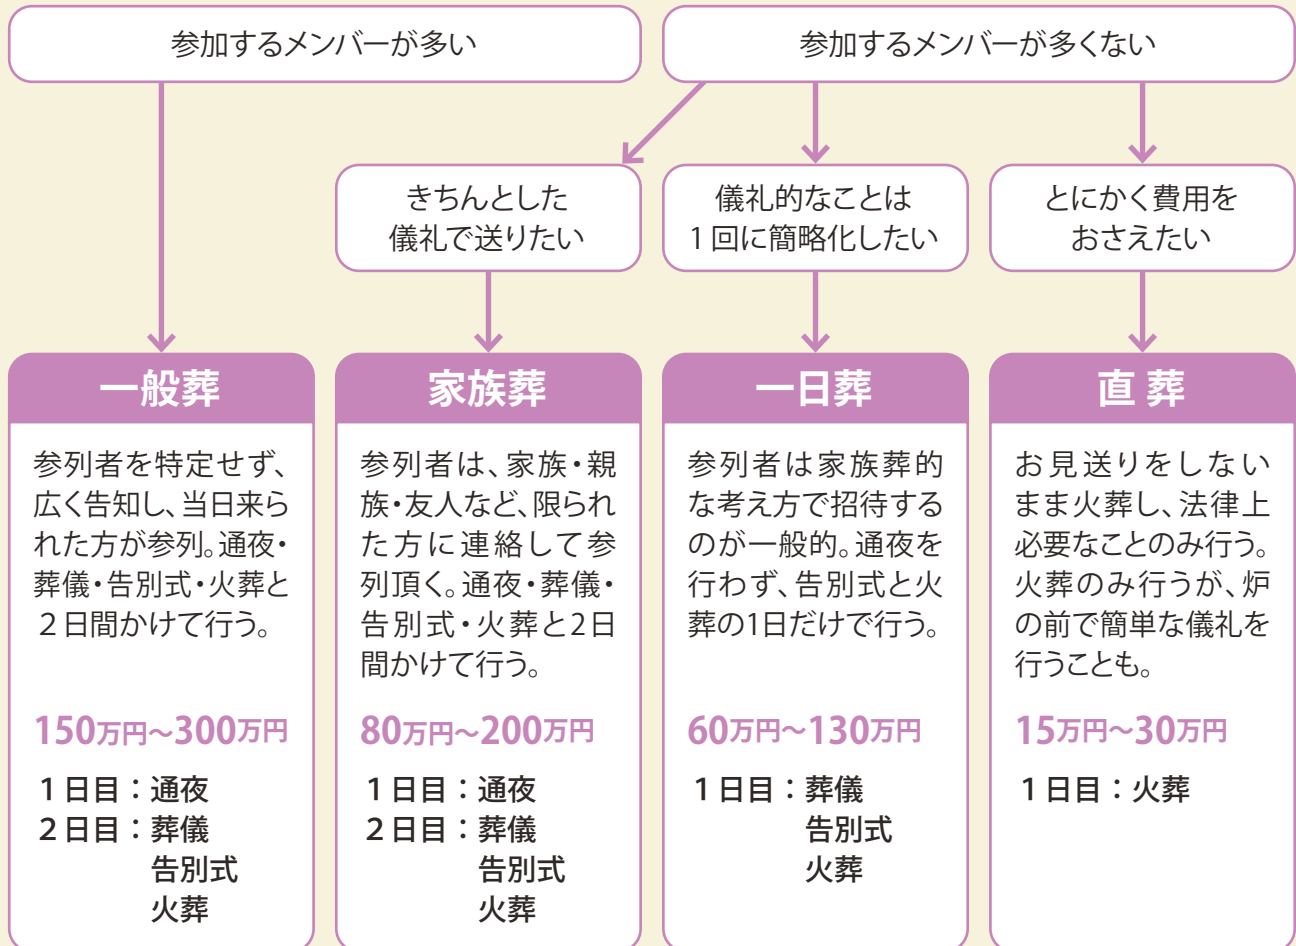 参加するメンバーが多い
参加するメンバーが多くない
きちんとした
儀礼で送りたい
儀礼的なことは
1回に簡略化したい
とにかく費用を
おさえたい
一般葬
参列者を特定せず、
広く告知し、当日来ら
れた方が参列。通夜・
葬儀・告別式・火葬と
2日間かけて行う。
150万円〜300万円
1日目：通夜
2日目：葬儀
告別式
火葬
家族葬
参列者は、家族・親
族・友人など、限られ
た方に連絡して参
列頂く。通夜・葬儀・
告別式・火葬と2日
間かけて行う。
80万円〜200万円
1日目：通夜
2日目：葬儀
告別式
火葬
一日葬
参列者は家族葬的
な考え方で招待する
のが一般的。通夜を
行わず、告別式と火
葬の1日だけで行う。
60万円〜130万円
1日目：葬儀
告別式
火葬
直葬
お見送りをしない
まま火葬し、法律上
必要なことのみ行う。
火葬のみ行うが、炉
の前で簡単な儀礼を
行うことも。
15万円〜30万円
1日目：火葬